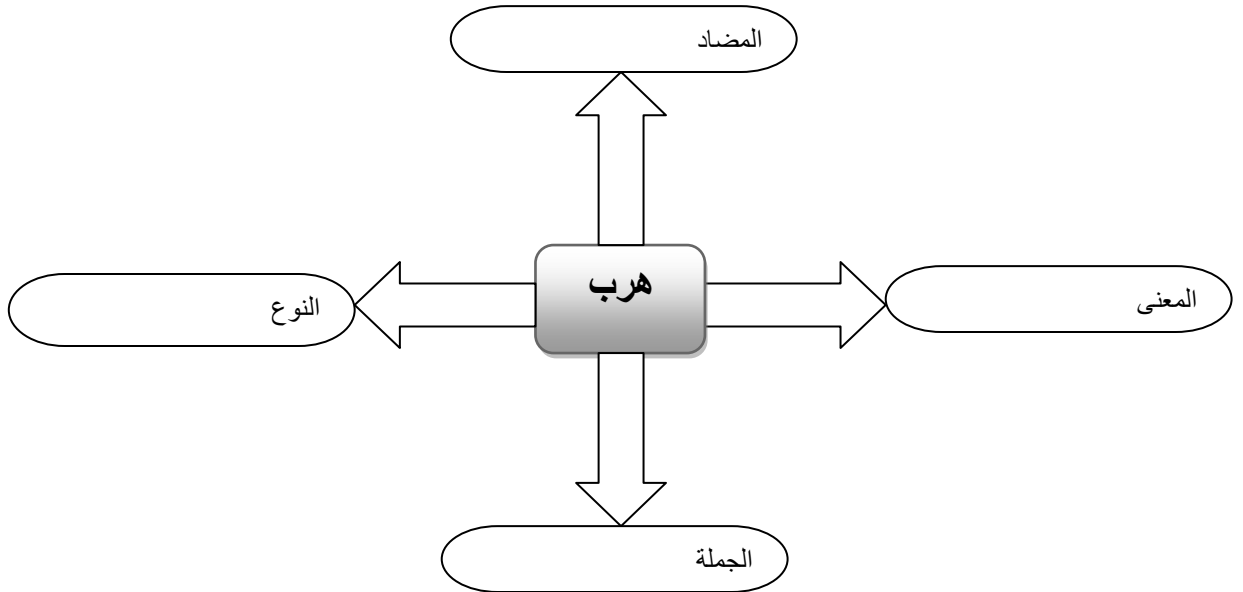 المضاد
هرب
المعنى
النوع
الجملة